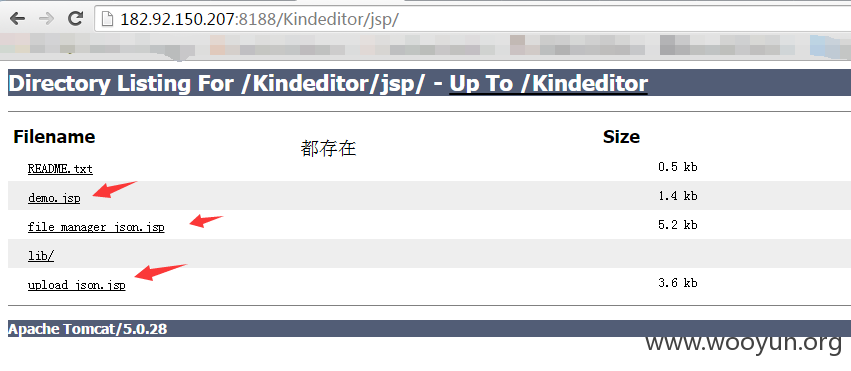 182.92.150.207:8188/Kindeditor/jsp/
Directory Listing For /Kindeditor/jsp/ - Up To /Kindeditor
Filename Size
都存在
README.txt 0.5 kb
demo.jsp 1.4 kb
file_manager_json.jsp 5.2 kb
lib/
upload_json.jsp 3.6 kb
Apache Tomcat/5.0.28
www.wooyun.org